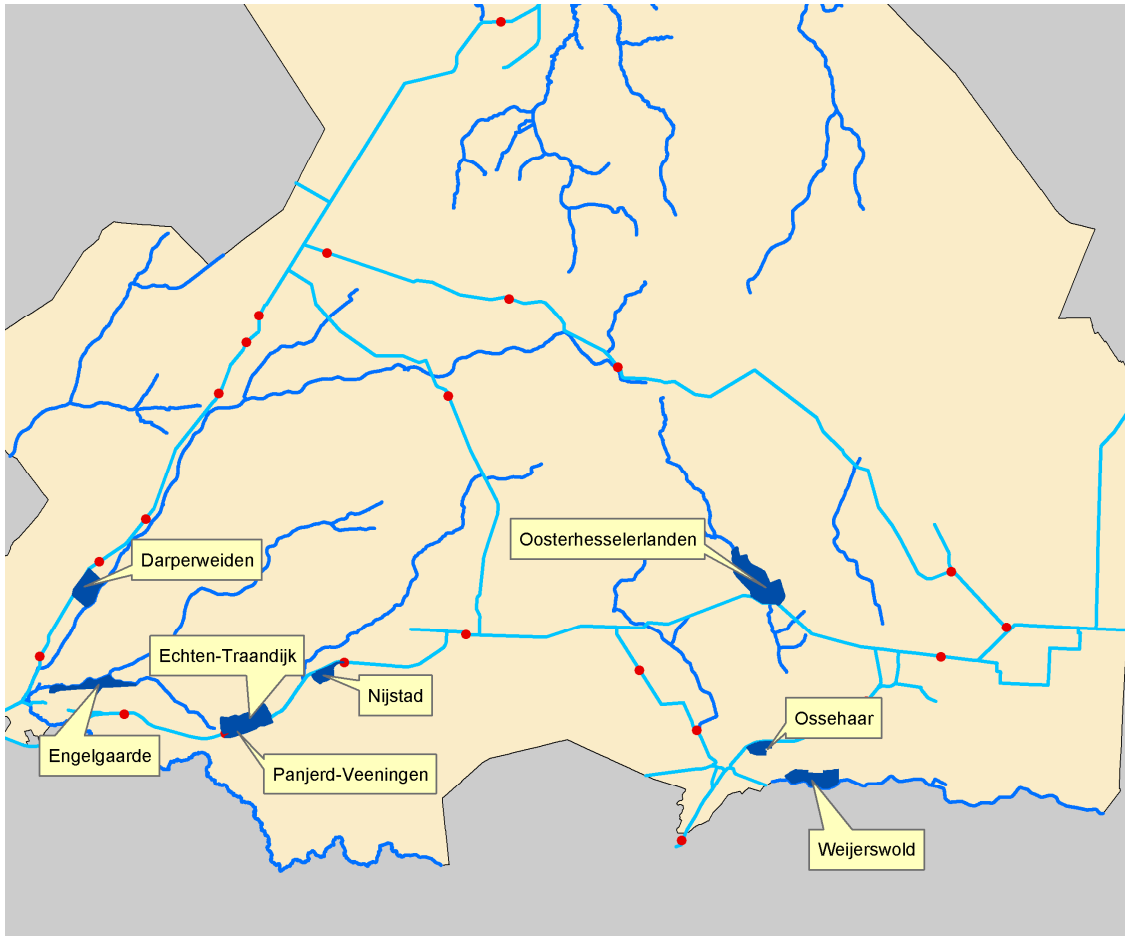 Oosterhesselerlanden
Darperweiden
Echten-Traandijk
Nijstad
Ossehaar
Engelgaarde
Panjerd-Veeningen
Weijerswold